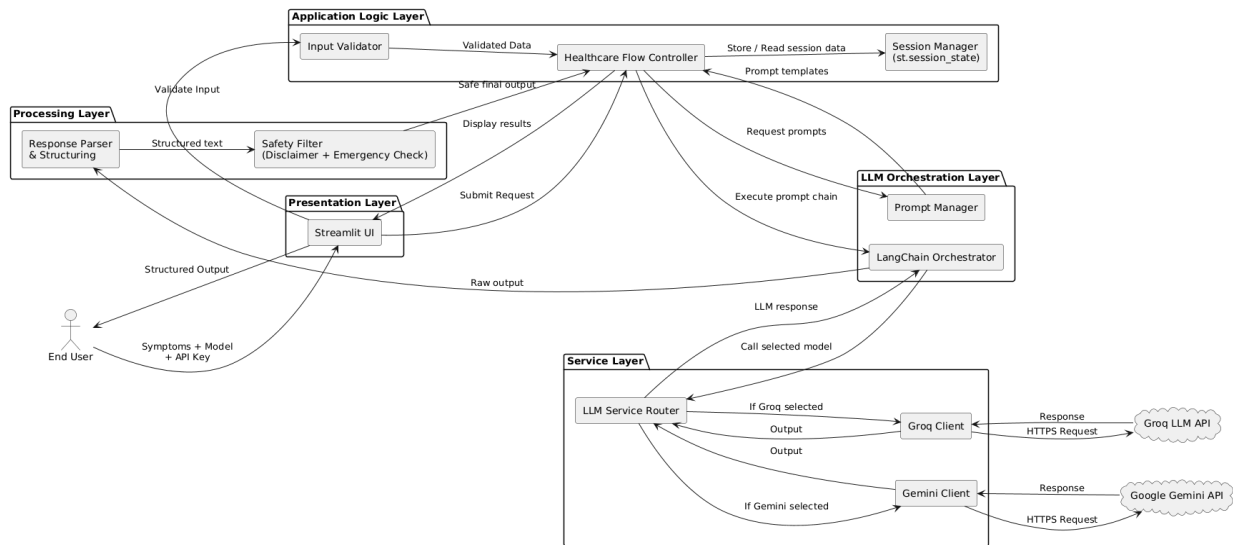 Application Logic Layer
Input Validator
Validated Data
Healthcare Flow Controller
Store / Read session data
Session Manager
(st.session_state)
Prompt templates
Safe final output
Validate Input
Processing Layer
Response Parser
& Structuring
Structured text
Safety Filter
(Disclaimer + Emergency Check)
Display results
Request prompts
LLM Orchestration Layer
Prompt Manager
Execute prompt chain
LangChain Orchestrator
Presentation Layer
Streamlit UI
Submit Request
Structured Output
Raw output
End User
Symptoms + Model
+ API Key
LLM response
Call selected model
Service Layer
LLM Service Router
If Groq selected
Output
Groq Client
Response
HTTPS Request
Groq LLM API
Output
If Gemini selected
Gemini Client
Response
HTTPS Request
Google Gemini API